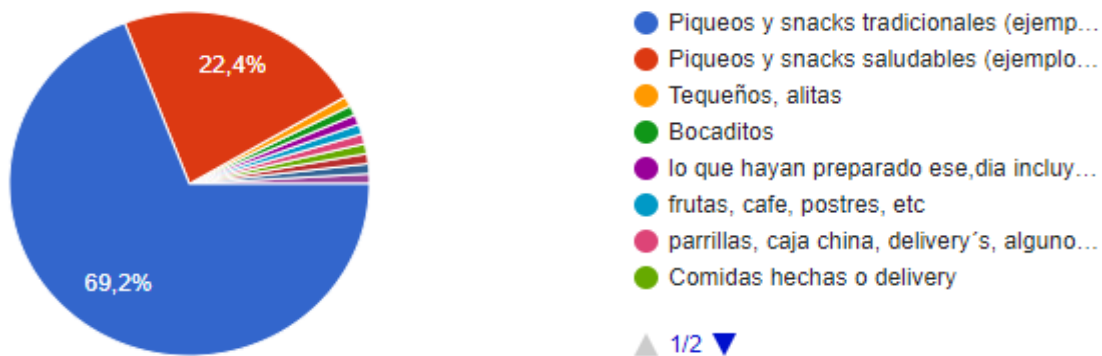 22,4%
69,2%
Piqueos y snacks tradicionales (ejemp...
Piqueos y snacks saludables (ejemplo...
Tequeños, alitas
Bocaditos
lo que hayan preparado ese,dia incluy...
frutas, cafe, postres, etc
parrillas, caja china, delivery´s, alguno...
Comidas hechas o delivery
1/2